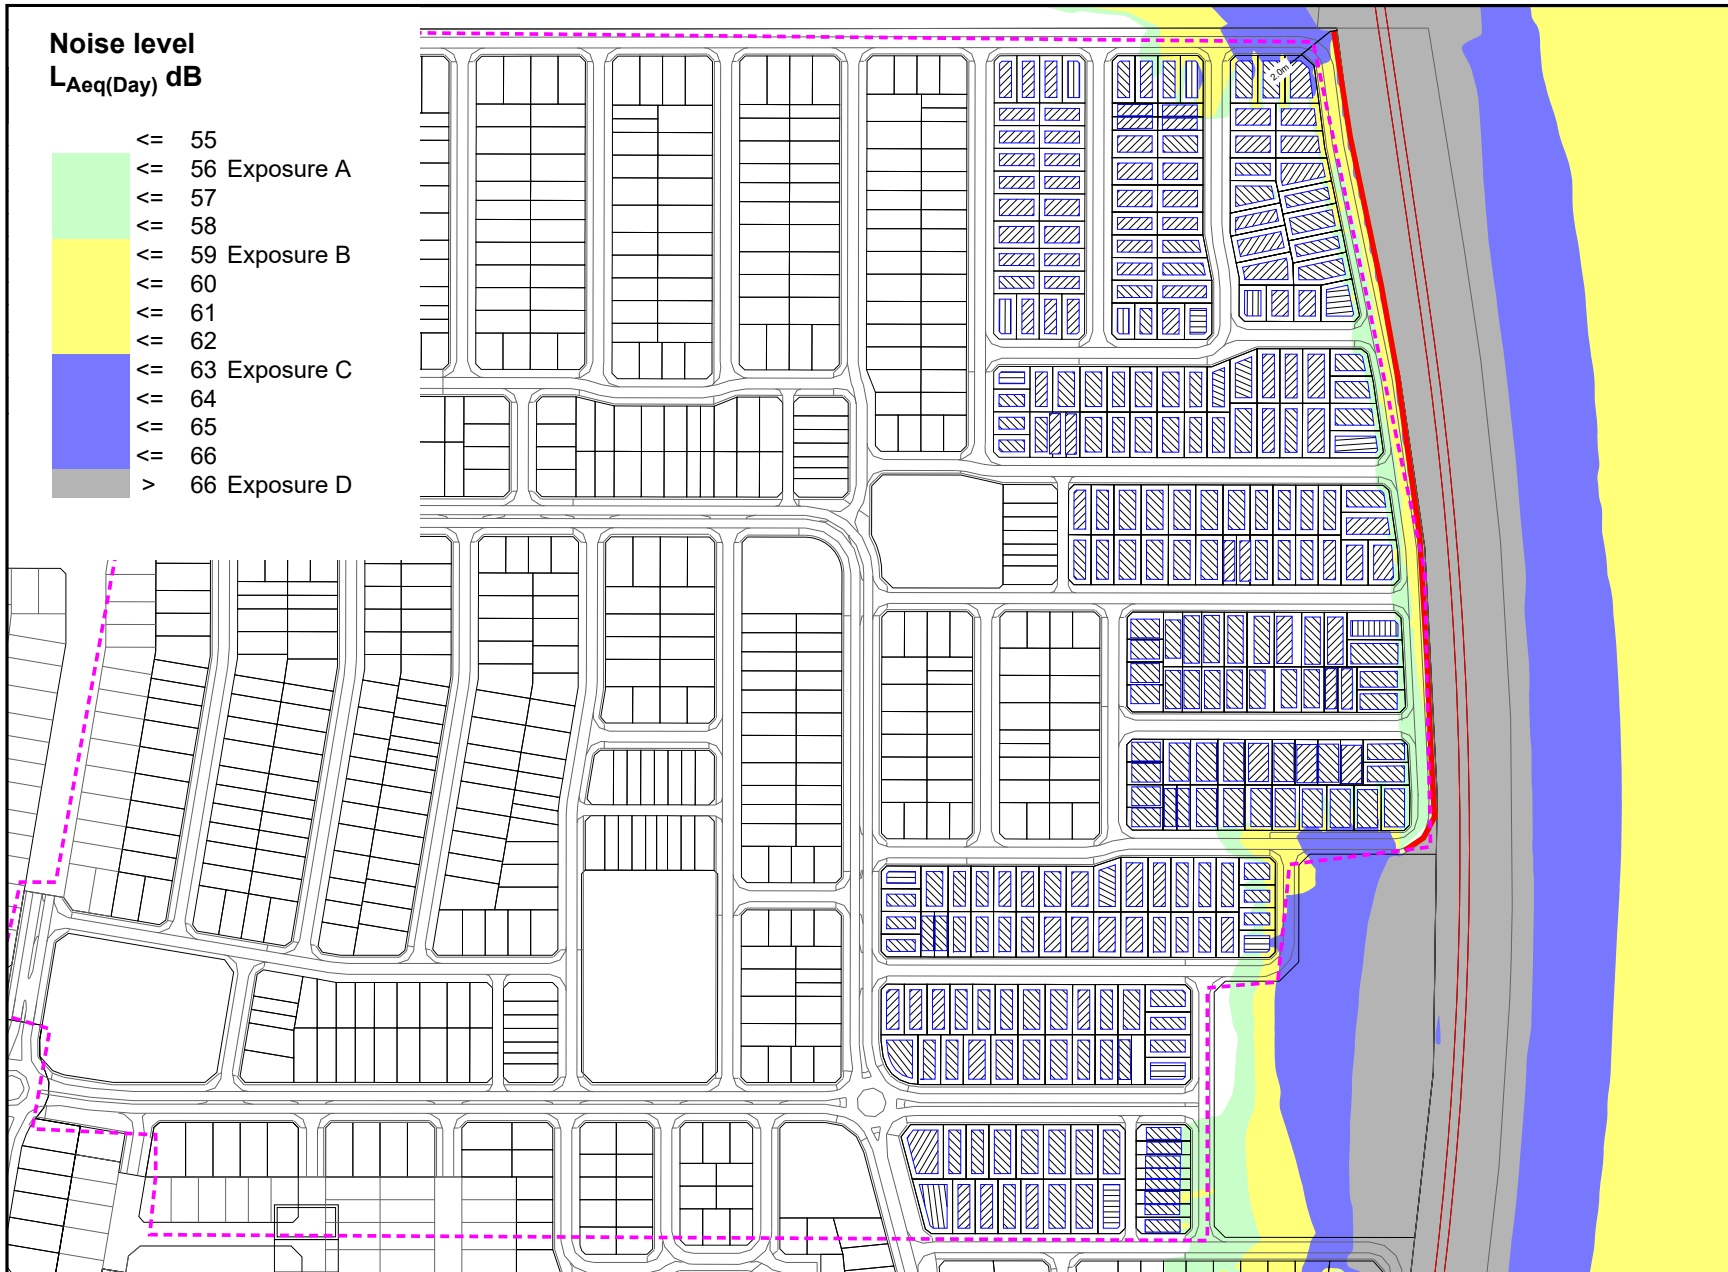 Noise level
LAeq(Day) dB
<= 55
<= 56 Exposure A
<= 57
<= 58
<= 59 Exposure B
<= 60
<= 61
<= 62
<= 63 Exposure C
<= 64
<= 65
<= 66
> 66 Exposure D
2.0m